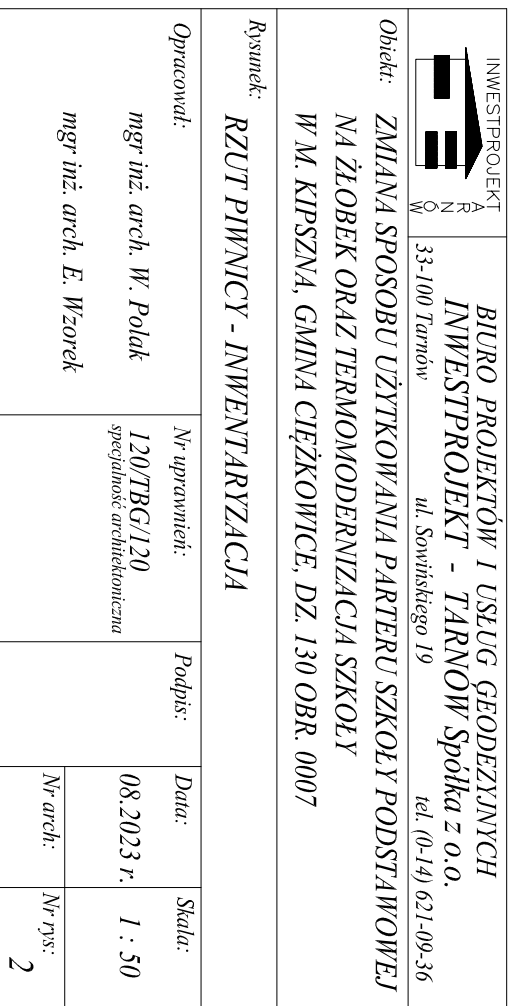 INWESTPROJEKT
TARNÓW
BIURO PROJEKTÓW I USŁUG GEODEZYJNYCH
INWESTPROJEKT - TARNÓW Spółka z o.o.
33-100 Tarnów ul. Sowińskiego 19 tel. (0-14) 621-09-36
Obiekt: ZMIANA SPOSOBU UŻYTKOWANIA PARTERU SZKOŁY PODSTAWOWEJ
NA ŻŁOBEK ORAZ TERMOMODERNIZACJA SZKOŁY
W M. KIPSZNA, GMINA CIĘŻKOWICE, DZ. 130 OBR. 0007
Rysunek: RZUT PIWNICY - INWENTARYZACJA
Opracował: Nr uprawnień: Podpis: Data: Skala:
mgr inż. arch. W. Polak 120/TBG/120 08.2023 r. 1 : 50
specjalność architektoniczna
mgr inż. arch. E. Wzorek Nr arch: Nr rys:
2